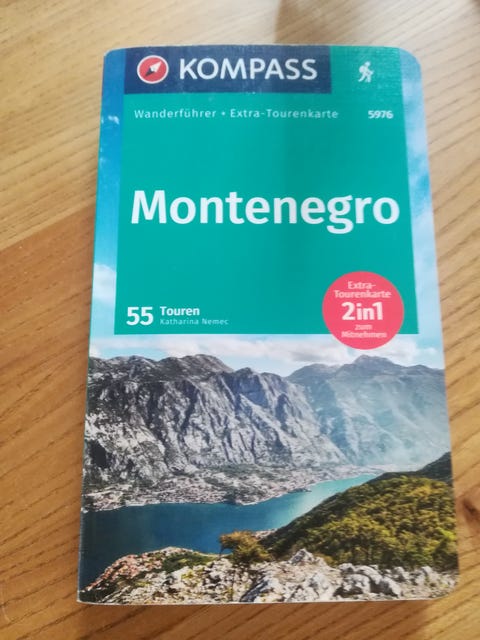 KOMPASS
Wanderführer • Extra-Tourenkarte 5976
Montenegro
55 Touren
Katharina Nemec
Extra-
Tourenkarte
2in1
zum
Mitnehmen